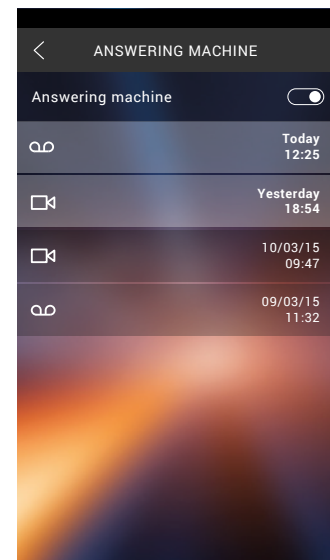 ANSWERING MACHINE
Answering machine
Today
12:25
Yesterday
18:54
10/03/15
09:47
09/03/15
11:32